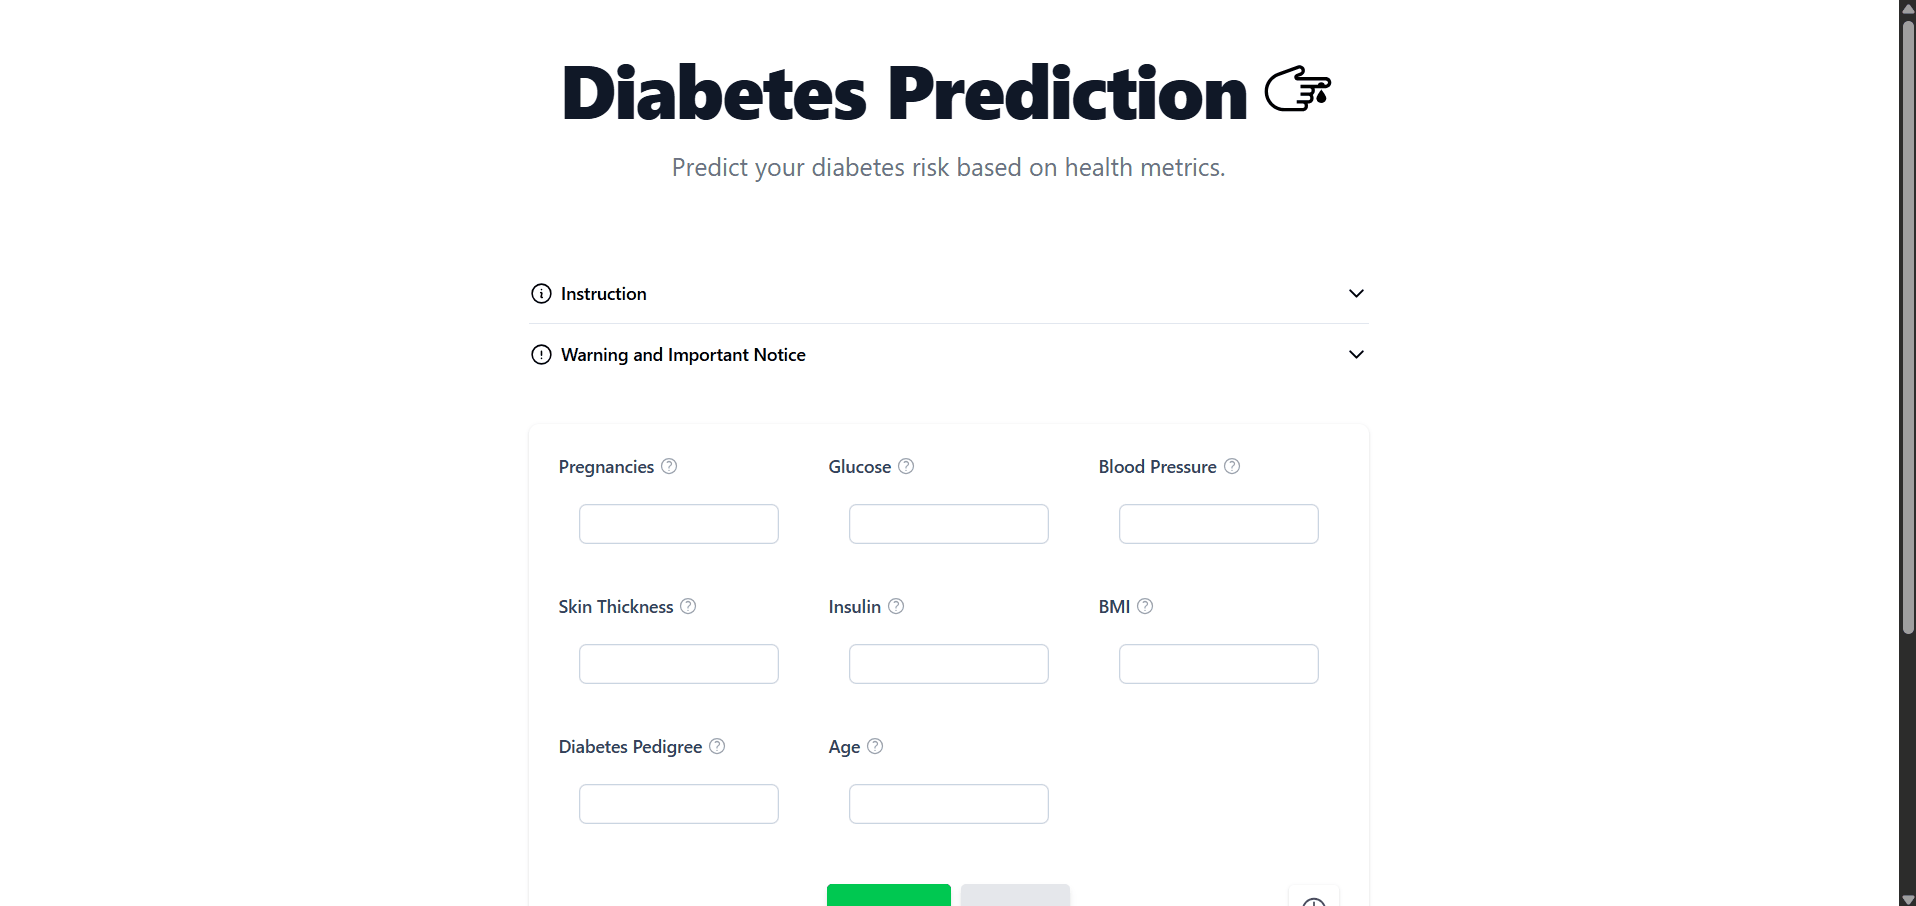 Diabetes Prediction
Predict your diabetes risk based on health metrics.
Instruction
Warning and Important Notice
Pregnancies Glucose Blood Pressure
Skin Thickness Insulin BMI
Diabetes Pedigree Age